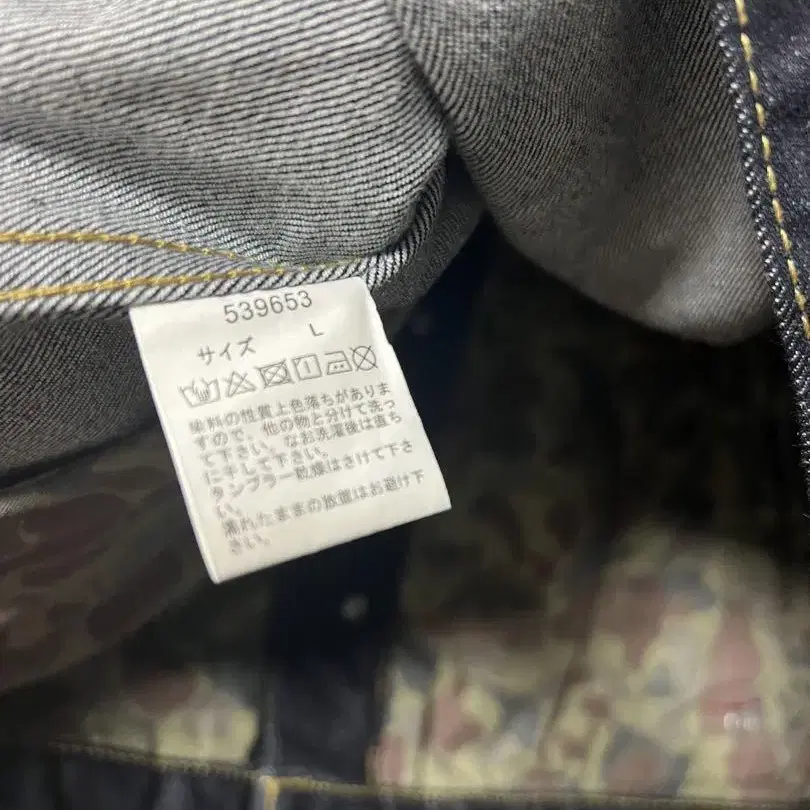 539653
サイズ L
染料の性質上色落ちがありま
すので、他の物と分けて洗っ
て下さい。なお洗濯後は直ち
に干して下さい。
タンブラー乾燥はさけて下さ
い。
濡れたままの放置はお避け下
さい。